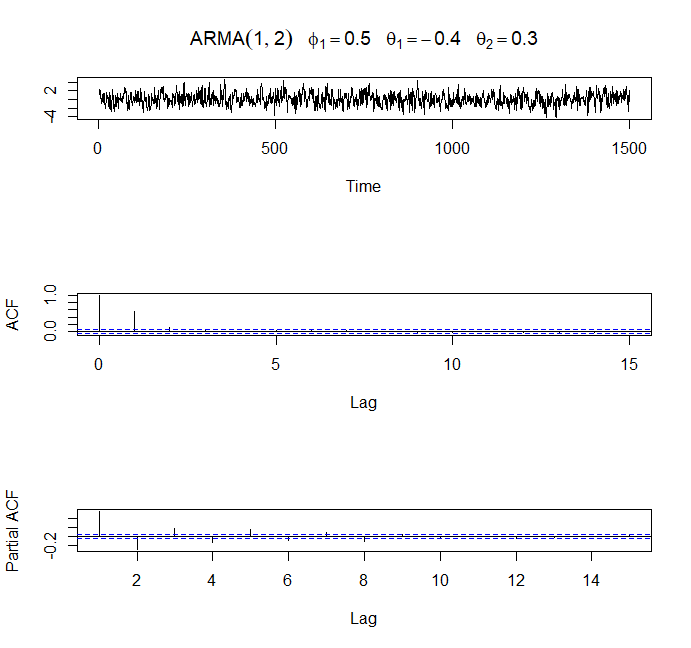 ARMA(1, 2) ϕ₁ = 0.5 θ₁ = − 0.4 θ₂ = 0.3
2
-4
0 500 1000 1500
Time
ACF
1.0
0.0
0 5 10 15
Lag
Partial ACF
-0.2
2 4 6 8 10 12 14
Lag